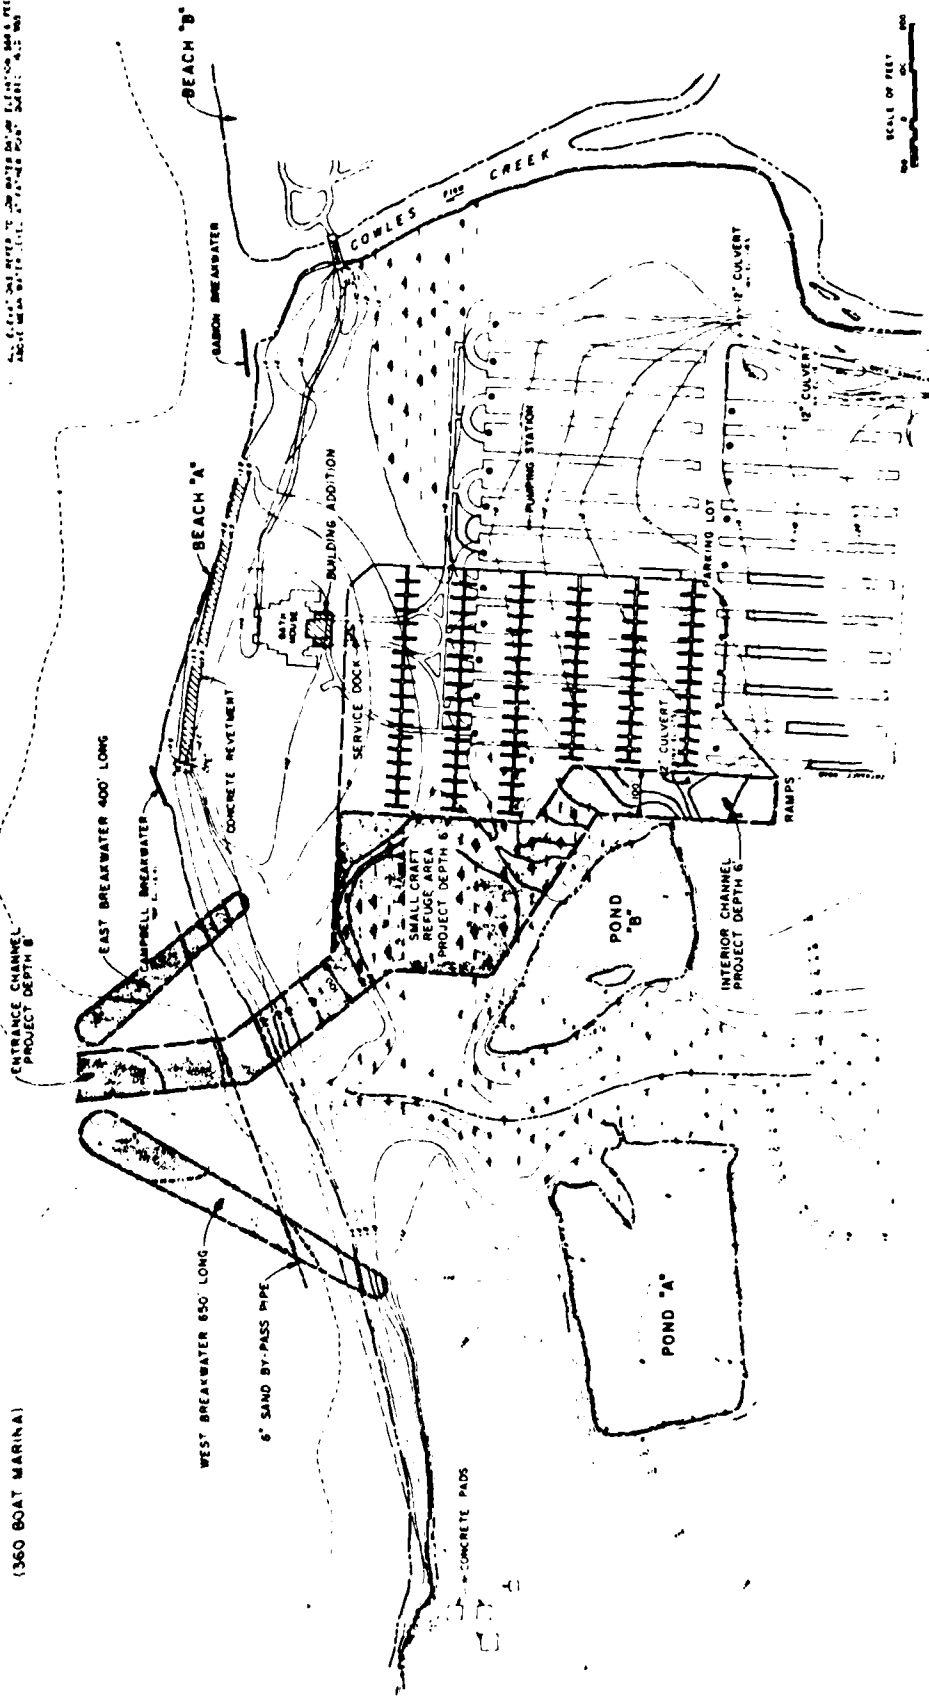 (360 BOAT MARINA)
ENTRANCE CHANNEL
PROJECT DEPTH 8'
EAST BREAKWATER 400' LONG
CAMPBELL BREAKWATER
WEST BREAKWATER 650' LONG
6" SAND BY-PASS PIPE
CONCRETE REVETMENT
BEACH "A"
BEACH "B"
GABION BREAKWATER
COWLES CREEK
BATH
HOUSE
BUILDING ADDITION
SERVICE DOCK
SMALL CRAFT
REFUGE AREA
PROJECT DEPTH 6'
PUMPING STATION
12" CULVERT
12" CULVERT
12" CULVERT
PARKING LOT
RAMPS
INTERIOR CHANNEL
PROJECT DEPTH 6'
POND
"B"
POND "A"
CONCRETE PADS
SCALE OF FEET